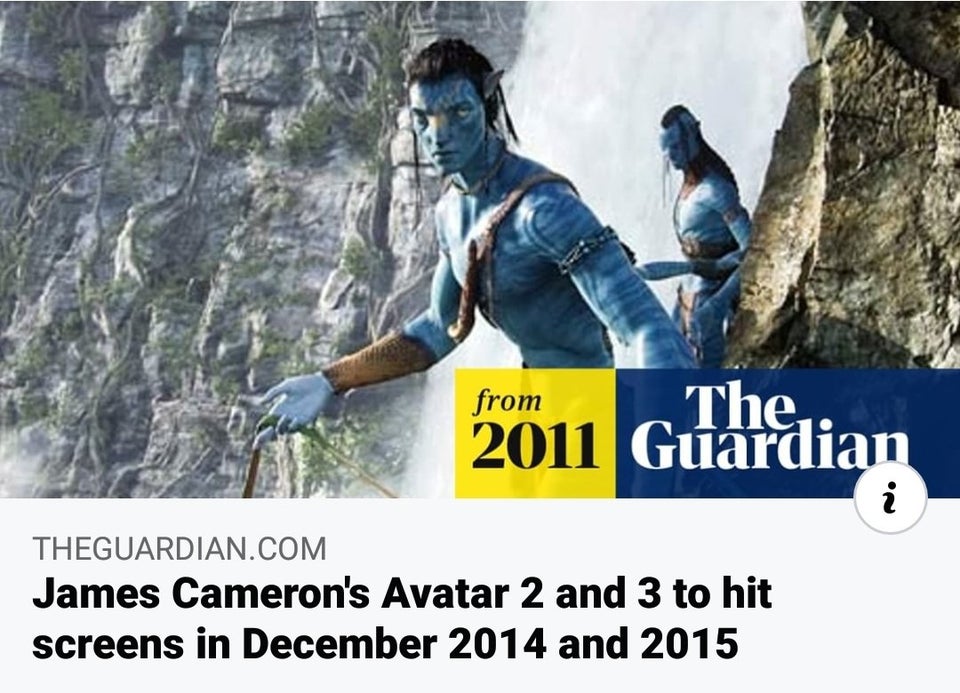 from
2011
The
Guardian
i
THEGUARDIAN.COM
James Cameron's Avatar 2 and 3 to hit
screens in December 2014 and 2015